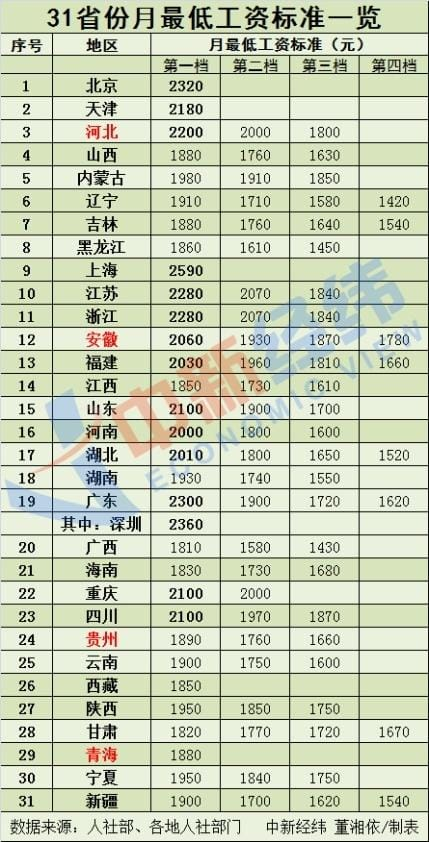 31省份月最低工资标准一览
序号 地区 月最低工资标准（元）
第一档 第二档 第三档 第四档
1 北京 2320
2 天津 2180
3 河北 2200 2000 1800
4 山西 1880 1760 1630
5 内蒙古 1980 1910 1850
6 辽宁 1910 1710 1580 1420
7 吉林 1880 1760 1640 1540
8 黑龙江 1860 1610 1450
9 上海 2590
10 江苏 2280 2070 1840
11 浙江 2280 2070 1840
12 安徽 2060 1930 1870 1780
13 福建 2030 1960 1810 1660
14 江西 1850 1730 1610
15 山东 2100 1900 1700
16 河南 2000 1800 1600
17 湖北 2010 1800 1650 1520
18 湖南 1930 1740 1550
19 广东 2300 1900 1720 1620
其中：深圳 2360
20 广西 1810 1580 1430
21 海南 1830 1730 1680
22 重庆 2100 2000
23 四川 2100 1970 1870
24 贵州 1890 1760 1660
25 云南 1900 1750 1600
26 西藏 1850
27 陕西 1950 1850 1750
28 甘肃 1820 1770 1720 1670
29 青海 1880
30 宁夏 1950 1840 1750
31 新疆 1900 1700 1620 1540
数据来源：人社部、各地人社部门 中新经纬 董湘依/制表
中新经纬
ECONOMIC VIEW